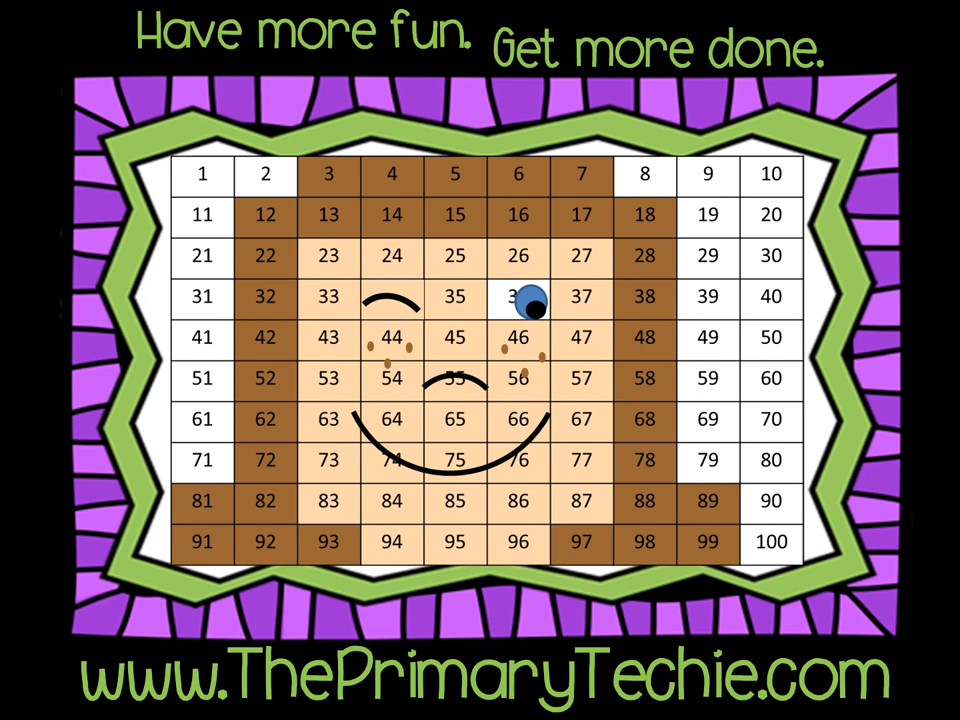 Have more fun. Get more done.
1 2 3 4 5 6 7 8 9 10
11 12 13 14 15 16 17 18 19 20
21 22 23 24 25 26 27 28 29 30
31 32 33 35 37 38 39 40
41 42 43 44 45 46 47 48 49 50
51 52 53 54 55 56 57 58 59 60
61 62 63 64 65 66 67 68 69 70
71 72 73 74 75 76 77 78 79 80
81 82 83 84 85 86 87 88 89 90
91 92 93 94 95 96 97 98 99 100
www.ThePrimaryTechie.com